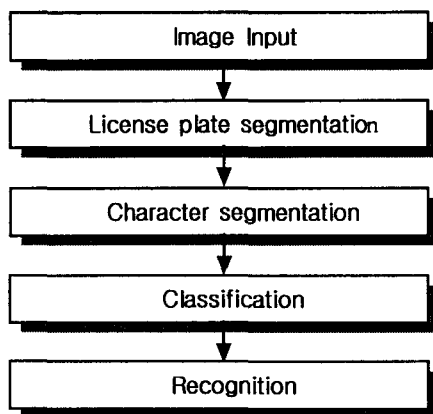 Image Input
License plate segmentation
Character segmentation
Classification
Recognition